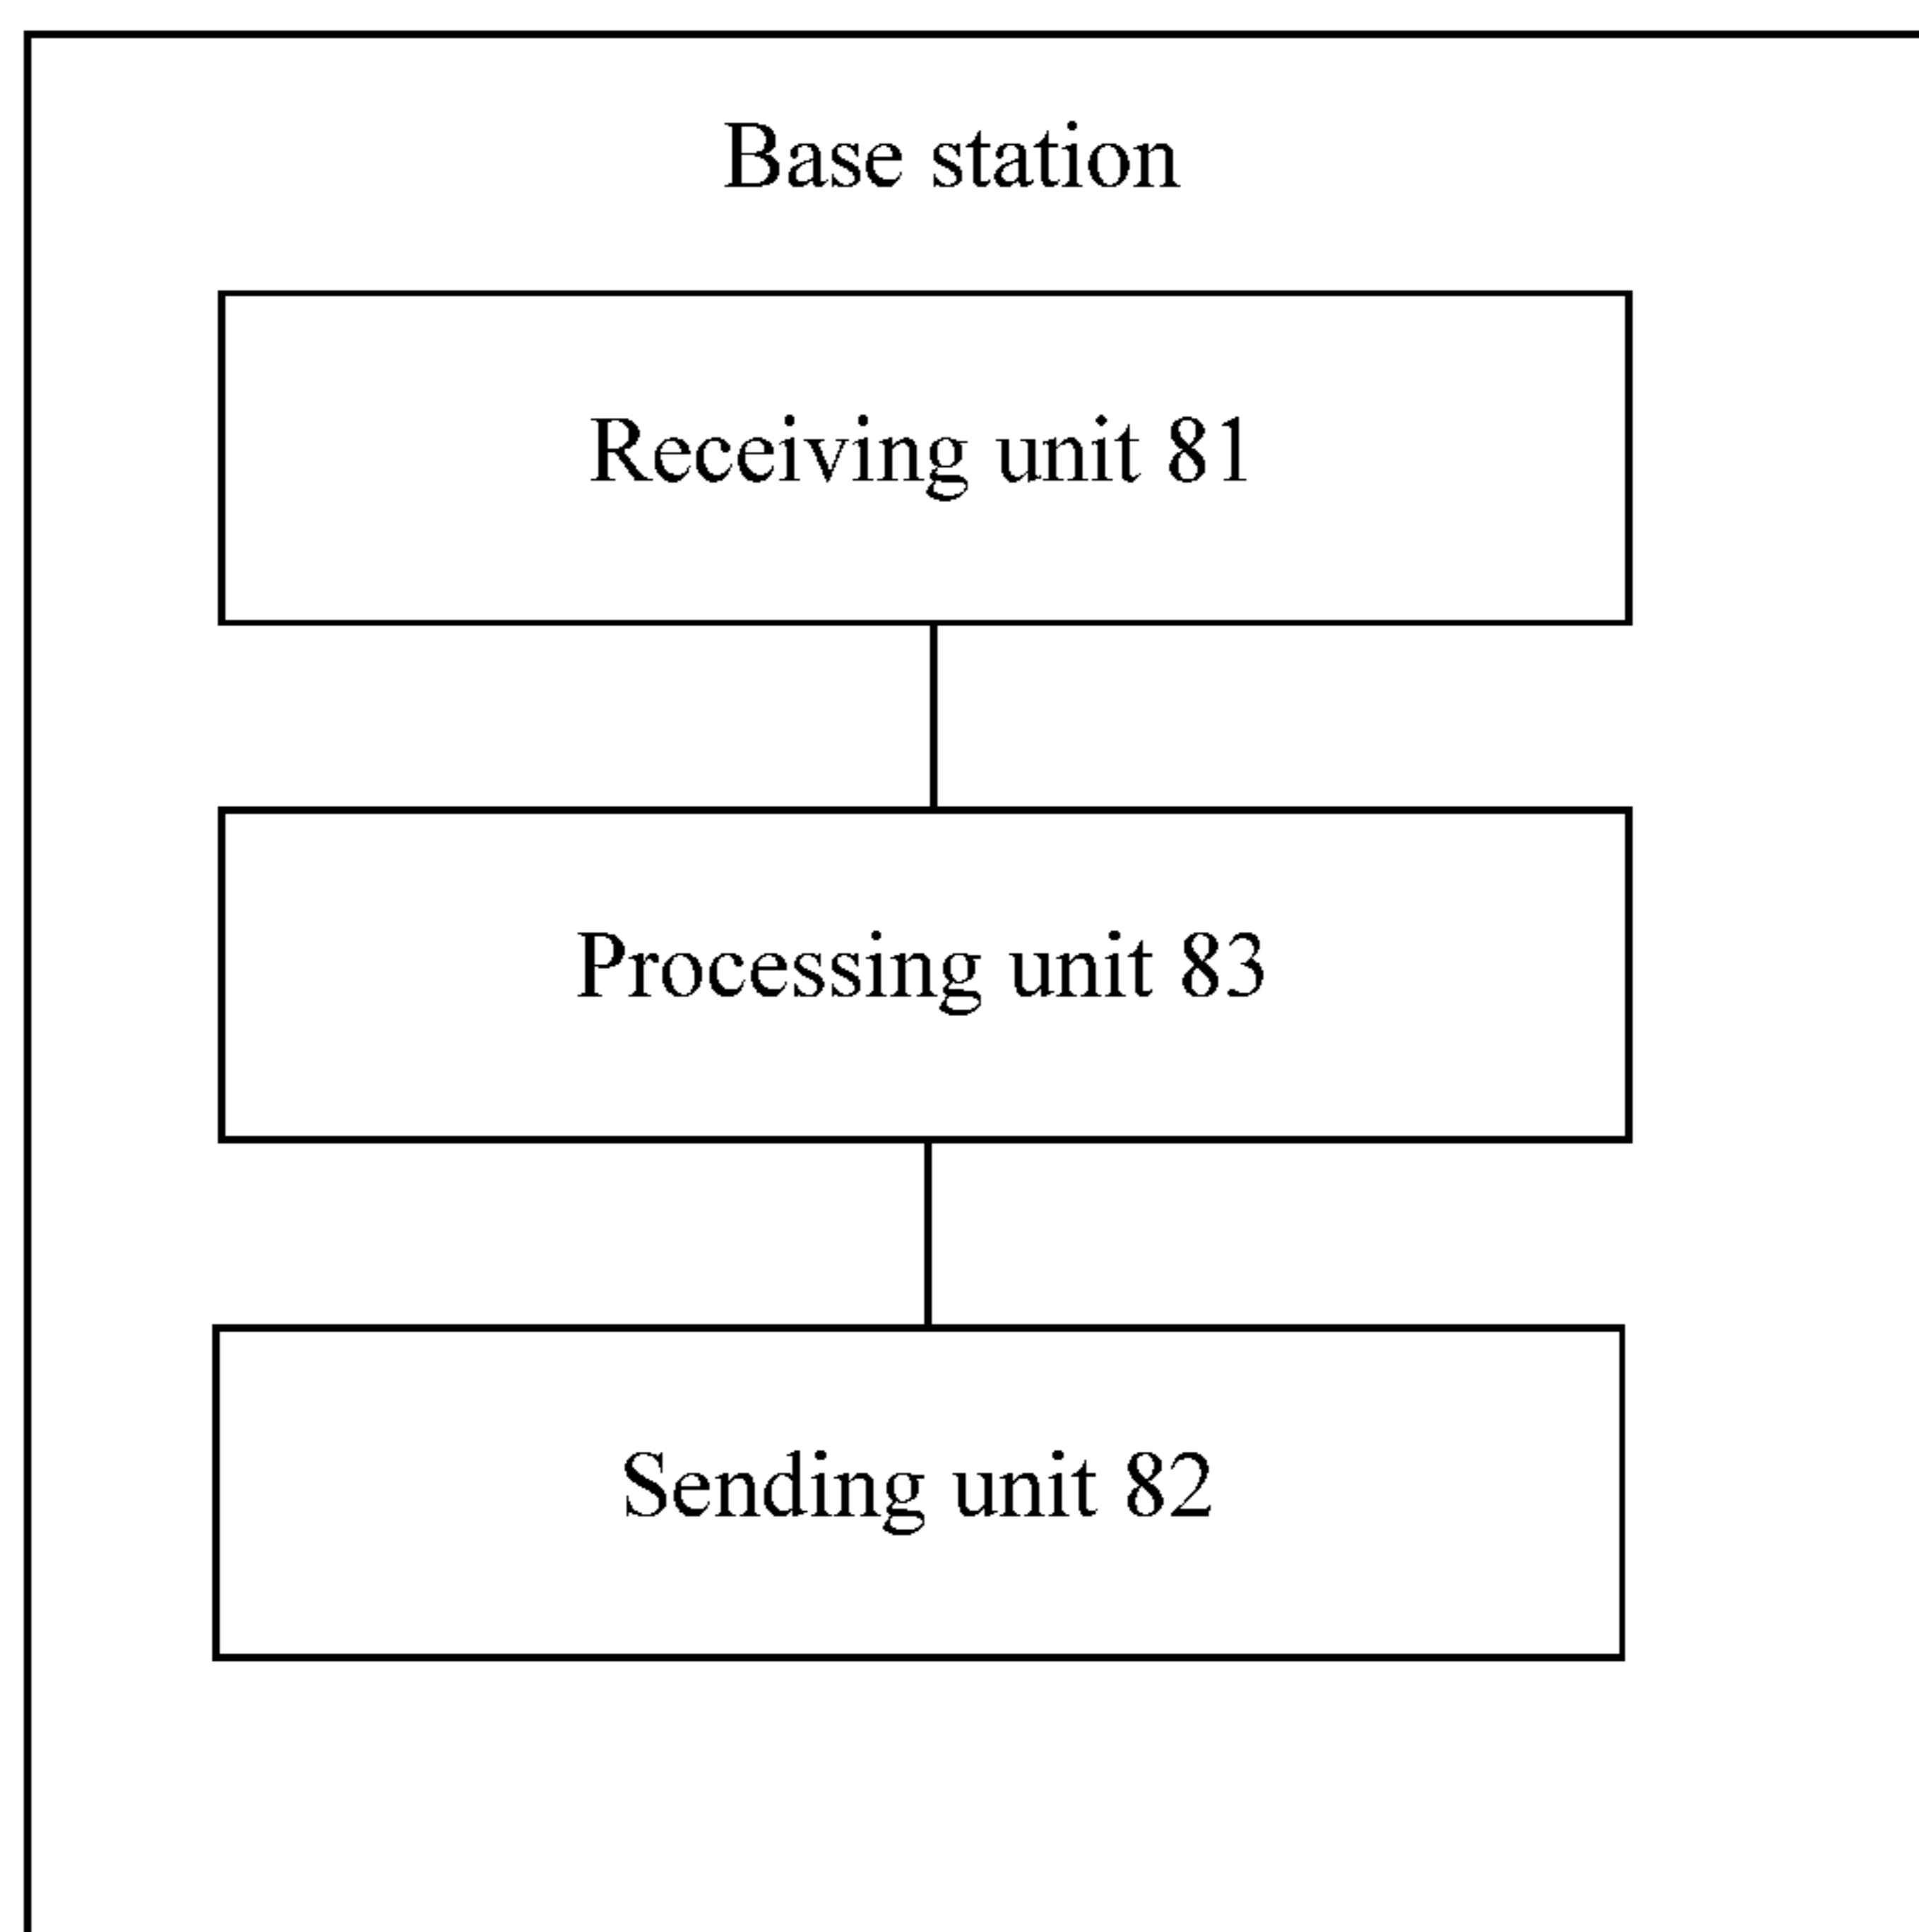 Base station
Receiving unit 81
Processing unit 83
Sending unit 82